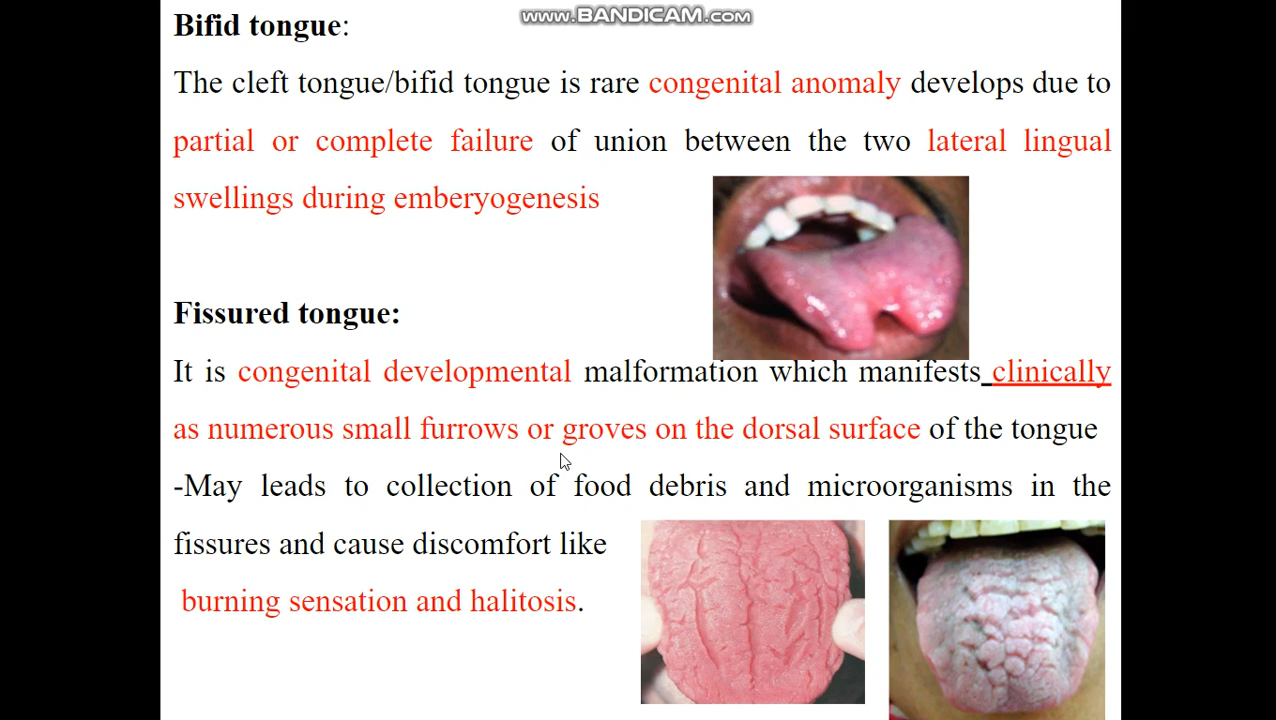 www.BANDICAM.com
Bifid tongue:
The cleft tongue/bifid tongue is rare congenital anomaly develops due to
partial or complete failure of union between the two lateral lingual
swellings during emberyogenesis
Fissured tongue:
It is congenital developmental malformation which manifests clinically
as numerous small furrows or groves on the dorsal surface of the tongue
-May leads to collection of food debris and microorganisms in the
fissures and cause discomfort like
burning sensation and halitosis.